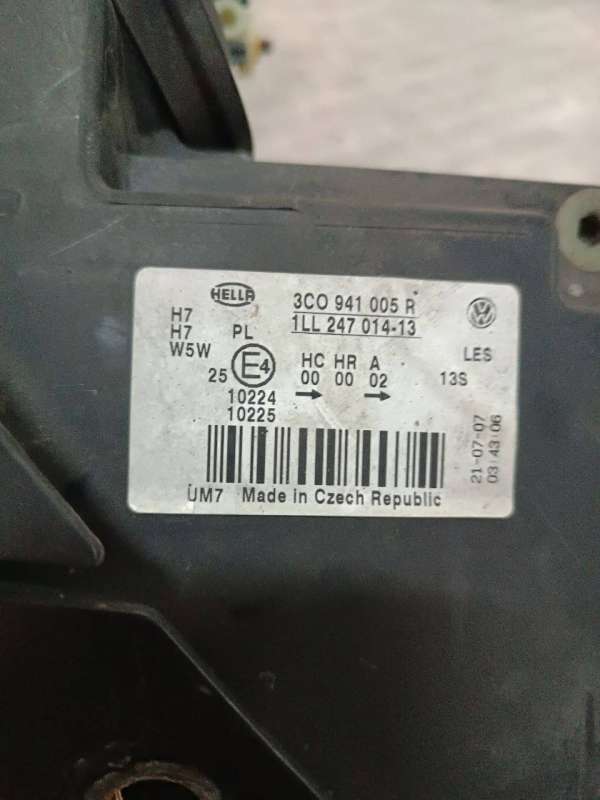 HELLA
3C0 941 005 R
1LL 247 014-13
VW
H7
H7 PL
W5W
LES
25 E4
HC HR A
00 00 02
13S
10224
10225
21-07-07
03:43:06
UM7 Made in Czech Republic